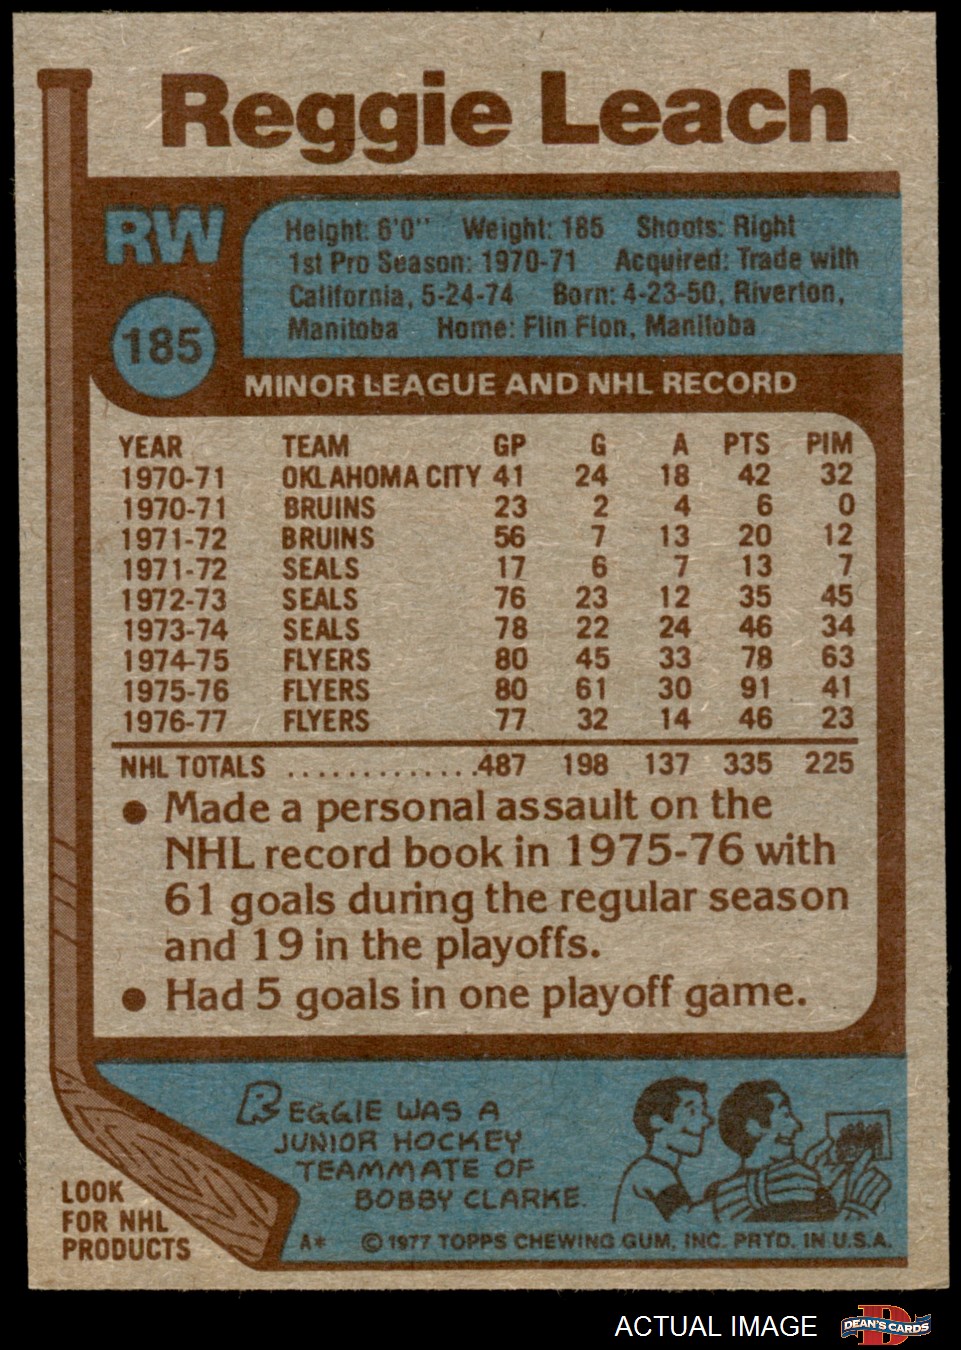 Reggie Leach
RW
185
Height: 6'0'' Weight: 185 Shoots: Right
1st Pro Season: 1970-71 Acquired: Trade with
California, 5-24-74 Born: 4-23-50, Riverton,
Manitoba Home: Flin Flon, Manitoba
MINOR LEAGUE AND NHL RECORD
YEAR TEAM GP G A PTS PIM
1970-71 OKLAHOMA CITY 41 24 18 42 32
1970-71 BRUINS 23 2 4 6 0
1971-72 BRUINS 56 7 13 20 12
1971-72 SEALS 17 6 7 13 7
1972-73 SEALS 76 23 12 35 45
1973-74 SEALS 78 22 24 46 34
1974-75 FLYERS 80 45 33 78 63
1975-76 FLYERS 80 61 30 91 41
1976-77 FLYERS 77 32 14 46 23
NHL TOTALS .............487 198 137 335 225
● Made a personal assault on the
NHL record book in 1975-76 with
61 goals during the regular season
and 19 in the playoffs.
● Had 5 goals in one playoff game.
REGGIE WAS A
JUNIOR HOCKEY
TEAMMATE OF
BOBBY CLARKE.
LOOK
FOR NHL
PRODUCTS
A* ©1977 TOPPS CHEWING GUM, INC. PRTD. IN U.S.A.
ACTUAL IMAGE
D
DEAN'S CARDS